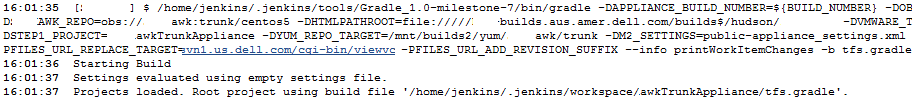 16:01:35 [ ] $ /home/jenkins/.jenkins/tools/Gradle_1.0-milestone-7/bin/gradle -DAPPLIANCE_BUILD_NUMBER=${BUILD_NUMBER} -DOB
D: AWK_REPO=obs:// awk:trunk/centos5 -DHTMLPATHROOT=file://///builds.aus.amer.dell.com/builds$/hudson/ -DVMWARE_T
DSTEP1_PROJECT= awkTrunkAppliance -DYUM_REPO_TARGET=/mnt/builds2/yum/ awk/trunk -DM2_SETTINGS=public-appliance_settings.xml
PFILES_URL_REPLACE_TARGET=svn1.us.dell.com/cgi-bin/viewvc -PFILES_URL_ADD_REVISION_SUFFIX --info printWorkItemChanges -b tfs.gradle
16:01:36 Starting Build
16:01:37 Settings evaluated using empty settings file.
16:01:37 Projects loaded. Root project using build file '/home/jenkins/.jenkins/workspace/awkTrunkAppliance/tfs.gradle'.